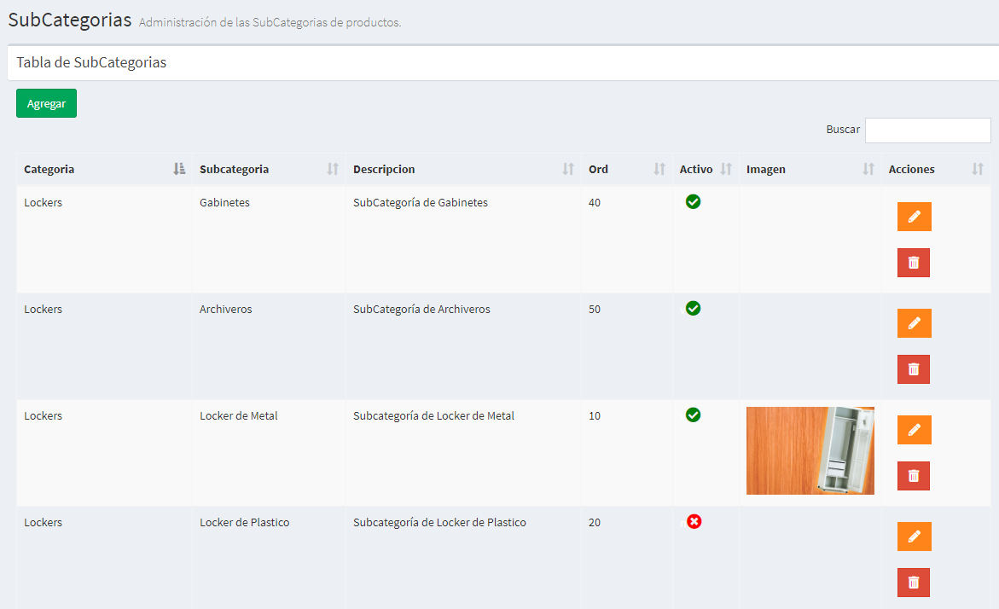 SubCategorias Administración de las SubCategorias de productos.
Tabla de SubCategorias
Agregar
Buscar
Categoria Subcategoria Descripcion Ord Activo Imagen Acciones
Lockers Gabinetes SubCategoría de Gabinetes 40
Lockers Archiveros SubCategoría de Archiveros 50
Lockers Locker de Metal Subcategoría de Locker de Metal 10
Lockers Locker de Plastico Subcategoría de Locker de Plastico 20